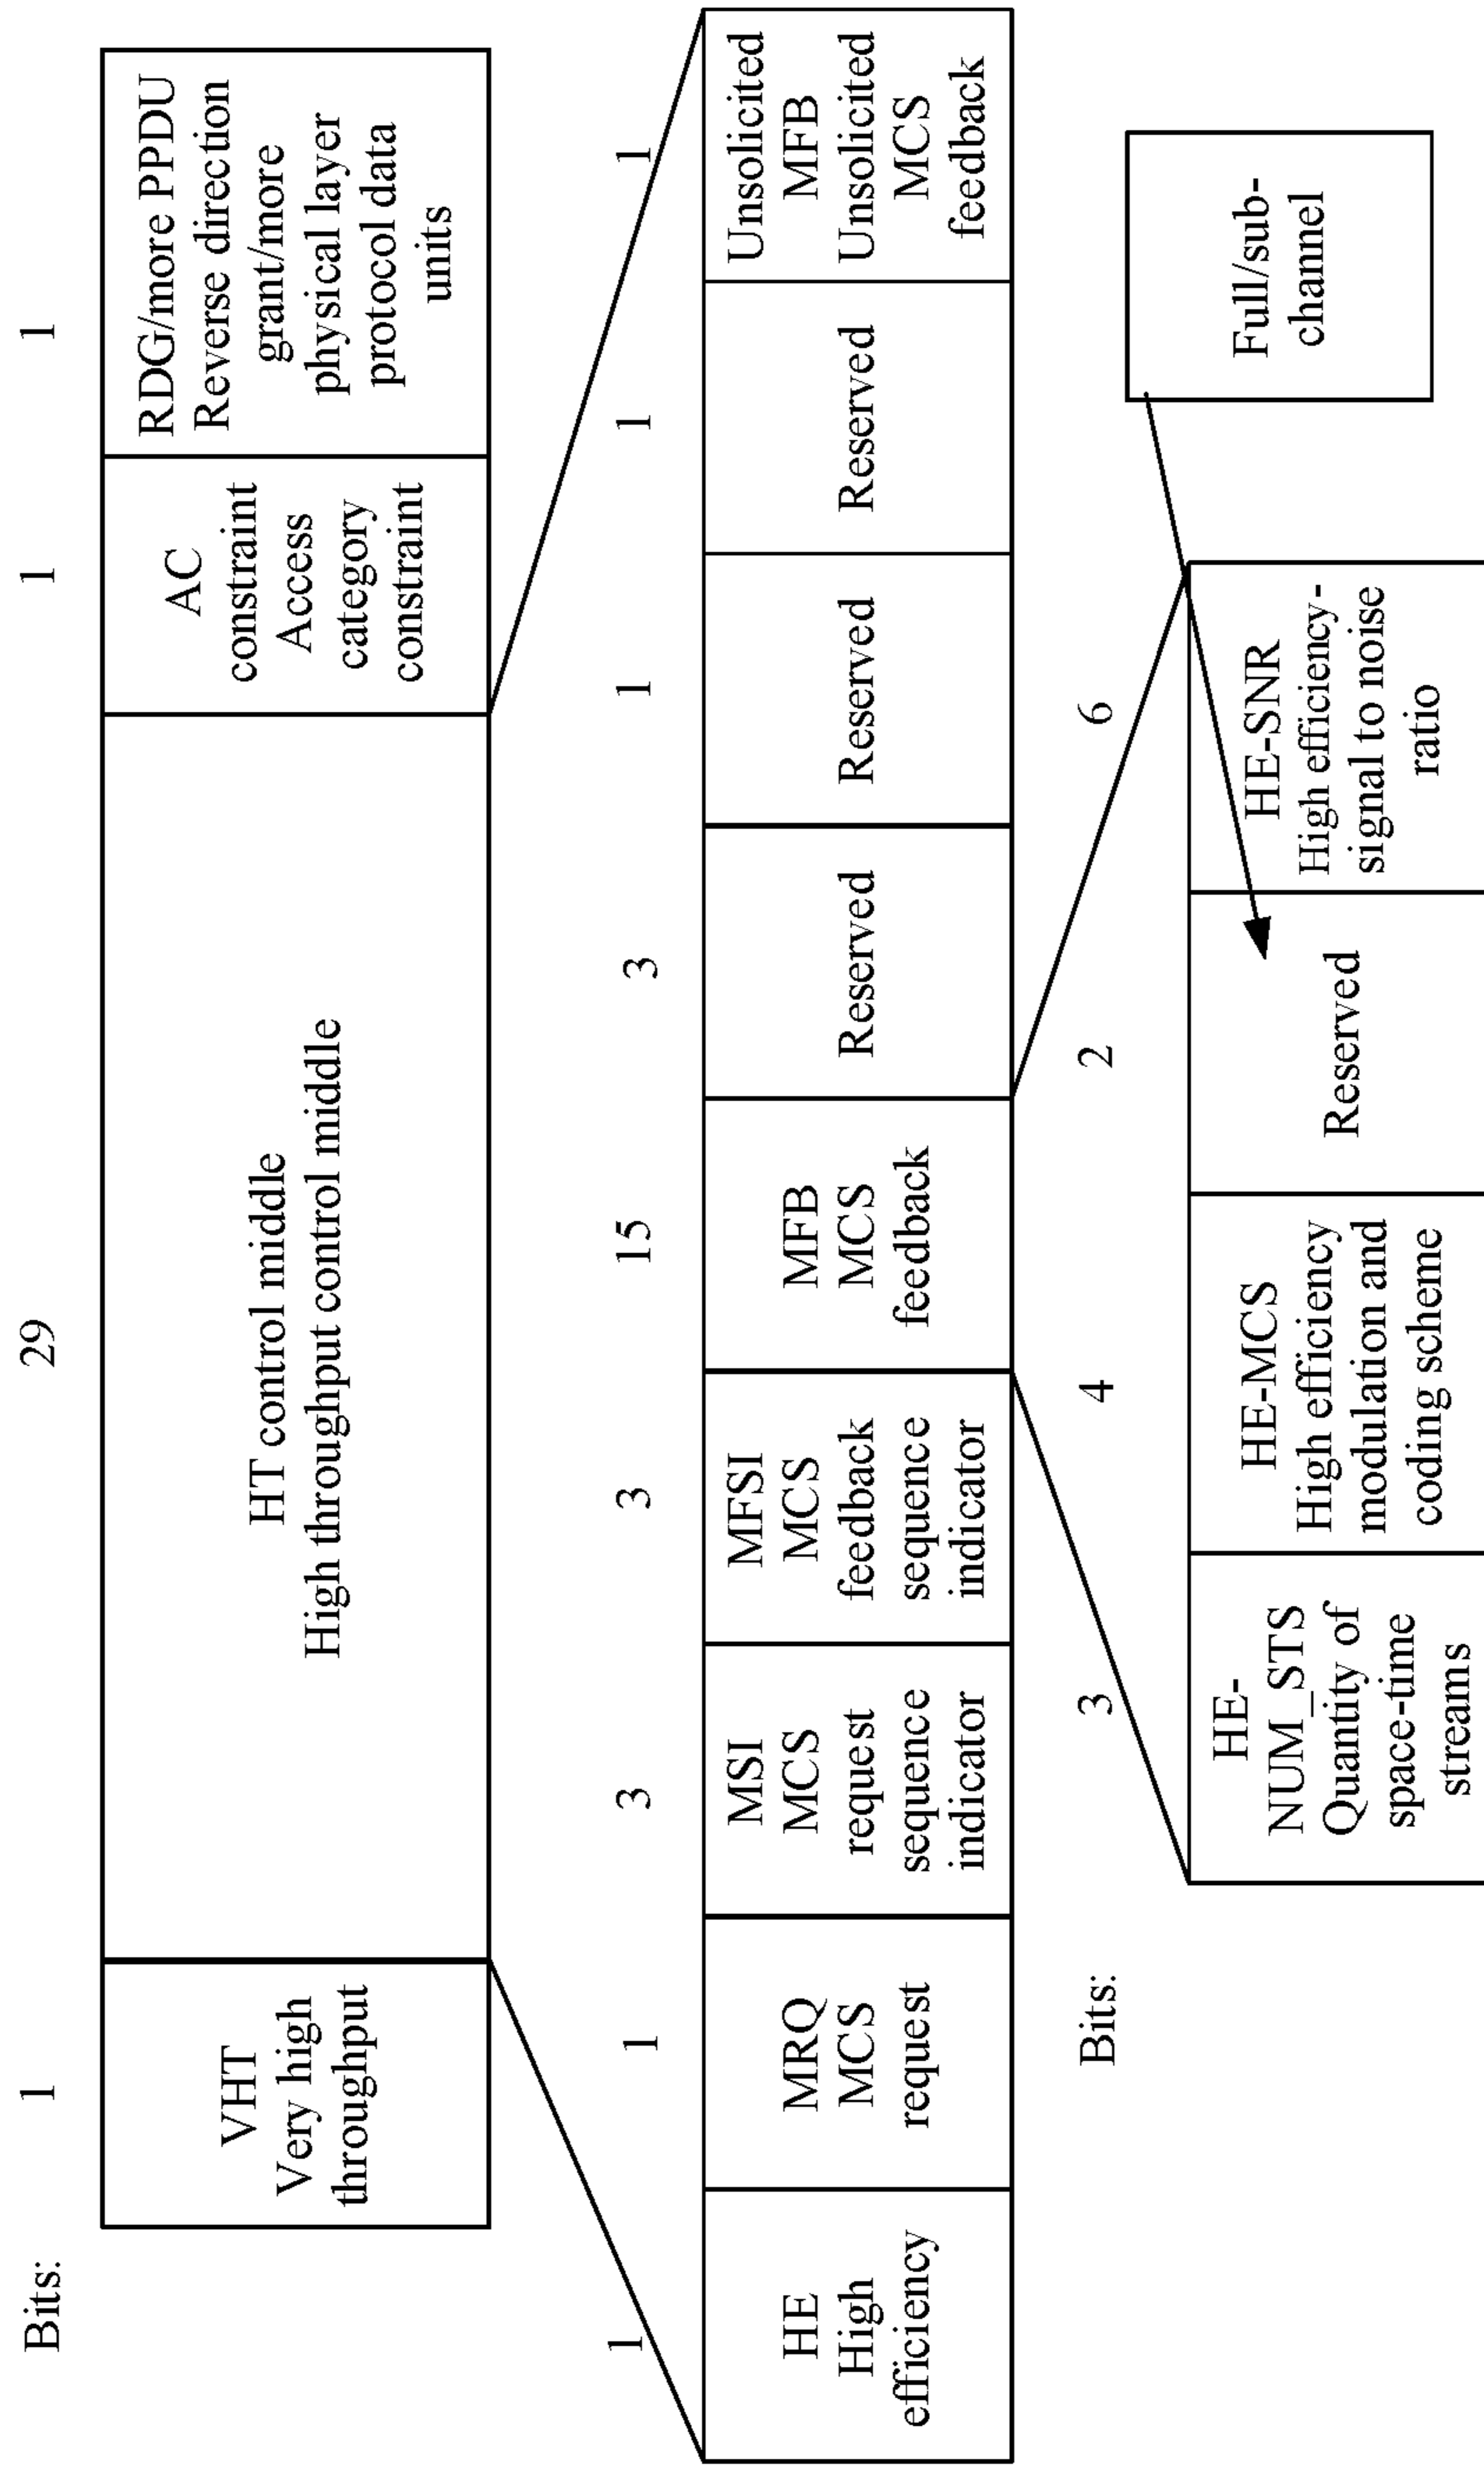 Bits:
1
29
1
1
VHT
Very high
throughput
HT control middle
High throughput control middle
AC
constraint
Access
category
constraint
RDG/more PPDU
Reverse direction
grant/more
physical layer
protocol data
units
1
1
3
3
15
3
1
1
1
HE
High
efficiency
MRQ
MCS
request
MSI
MCS
request
sequence
indicator
MFSI
MCS
feedback
sequence
indicator
MFB
MCS
feedback
Reserved
Reserved
Reserved
Unsolicited
MFB
Unsolicited
MCS
feedback
Bits:
3
4
2
6
HE-
NUM_STS
Quantity of
space-time
streams
HE-MCS
High efficiency
modulation and
coding scheme
Reserved
HE-SNR
High efficiency-
signal to noise
ratio
Full/sub-
channel